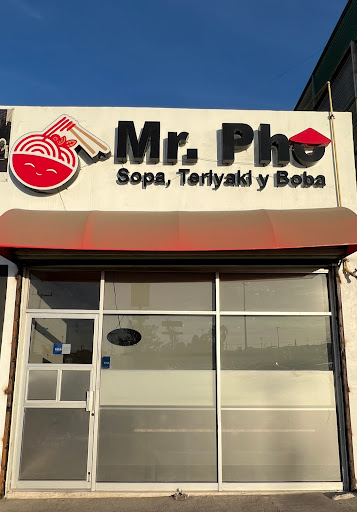 Mr. Pho
Sopa, Teriyaki y Boba